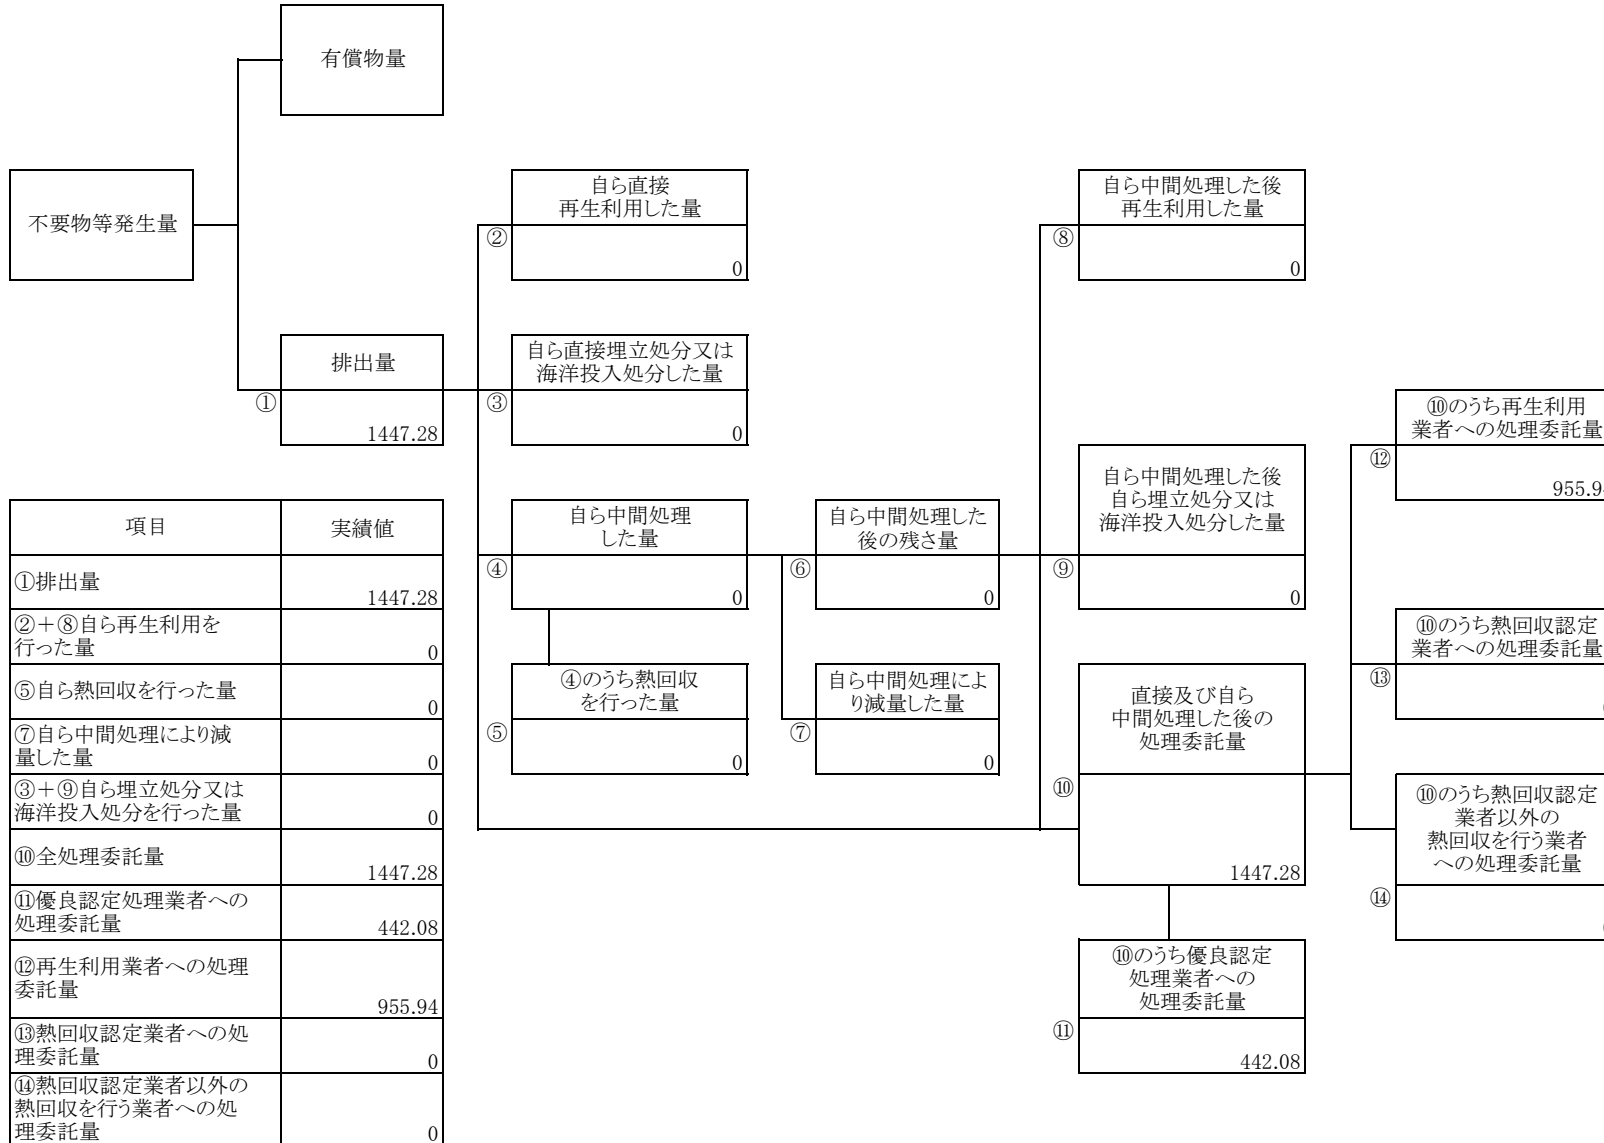 有償物量
不要物等発生量
自ら直接
再生利用した量
②
0
自ら中間処理した後
再生利用した量
⑧
0
排出量
①
1447.28
自ら直接埋立処分又は
海洋投入処分した量
③
0
⑩のうち再生利用
業者への処理委託量
⑫
自ら中間処理
した量
④
0
自ら中間処理した
後の残さ量
⑥
0
自ら中間処理した後
自ら埋立処分又は
海洋投入処分した量
⑨
0
④のうち熱回収
を行った量
⑤
0
自ら中間処理によ
り減量した量
⑦
0
直接及び自ら
中間処理した後の
処理委託量
⑩
1447.28
⑩のうち熱回収認定
業者への処理委託量
⑬
⑩のうち熱回収認定
業者以外の
熱回収を行う業者
への処理委託量
⑭
⑩のうち優良認定
処理業者への
処理委託量
⑪
442.08
項目
実績値
①排出量
1447.28
②＋⑧自ら再生利用を
行った量
0
⑤自ら熱回収を行った量
0
⑦自ら中間処理により減
量した量
0
③＋⑨自ら埋立処分又は
海洋投入処分を行った量
0
⑩全処理委託量
1447.28
⑪優良認定処理業者への
処理委託量
442.08
⑫再生利用業者への処理
委託量
955.94
⑬熱回収認定業者への処
理委託量
0
⑭熱回収認定業者以外の
熱回収を行う業者への処
理委託量
0